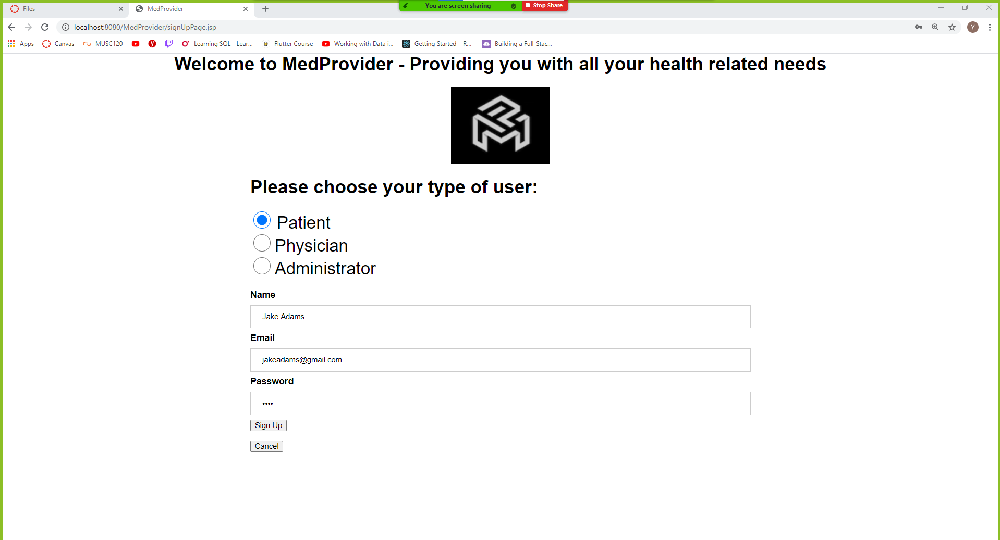 Files
MedProvider
You are screen sharing
Stop Share
localhost:8080/MedProvider/signUpPage.jsp
Y
Apps
Canvas
MUSC120
Learning SQL - Lear...
Flutter Course
Working with Data i...
Getting Started – R...
Building a Full-Stac...
Welcome to MedProvider - Providing you with all your health related needs
Please choose your type of user:
Patient
Physician
Administrator
Name
Jake Adams
Email
jakeadams@gmail.com
Password
••••
Sign Up
Cancel